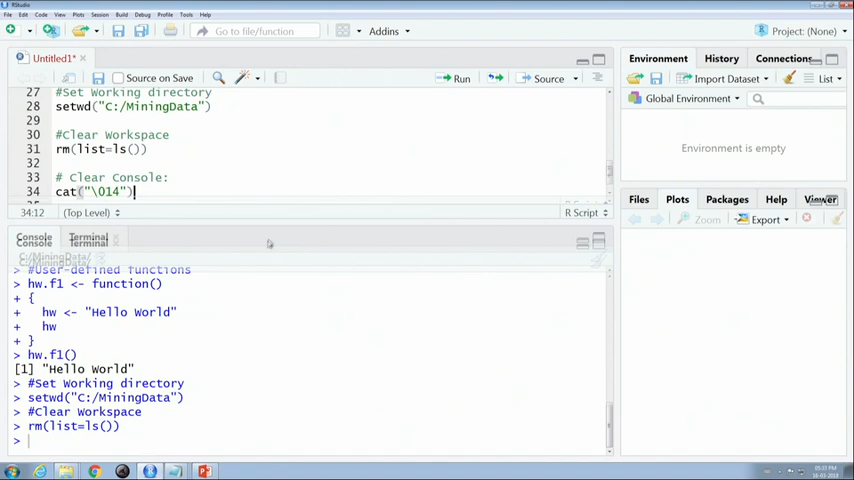 RStudio
File Edit Code View Plots Session Build Debug Profile Tools Help
Go to file/function
Addins
Project: (None)
Untitled1*
Source on Save
Run
Source
27 #Set Working directory
28 setwd("C:/MiningData")
29
30 #Clear Workspace
31 rm(list=ls())
32
33 # Clear Console:
34 cat("\014")
34:12 (Top Level)
R Script
Console Terminal
C:/MiningData/
> #User-defined functions
> hw.f1 <- function()
+ {
+ hw <- "Hello World"
+ hw
+ }
> hw.f1()
[1] "Hello World"
> #Set Working directory
> setwd("C:/MiningData")
> #Clear Workspace
> rm(list=ls())
>
Environment History Connections
Import Dataset
List
Global Environment
Environment is empty
Files Plots Packages Help Viewer
Zoom Export
05:33 PM